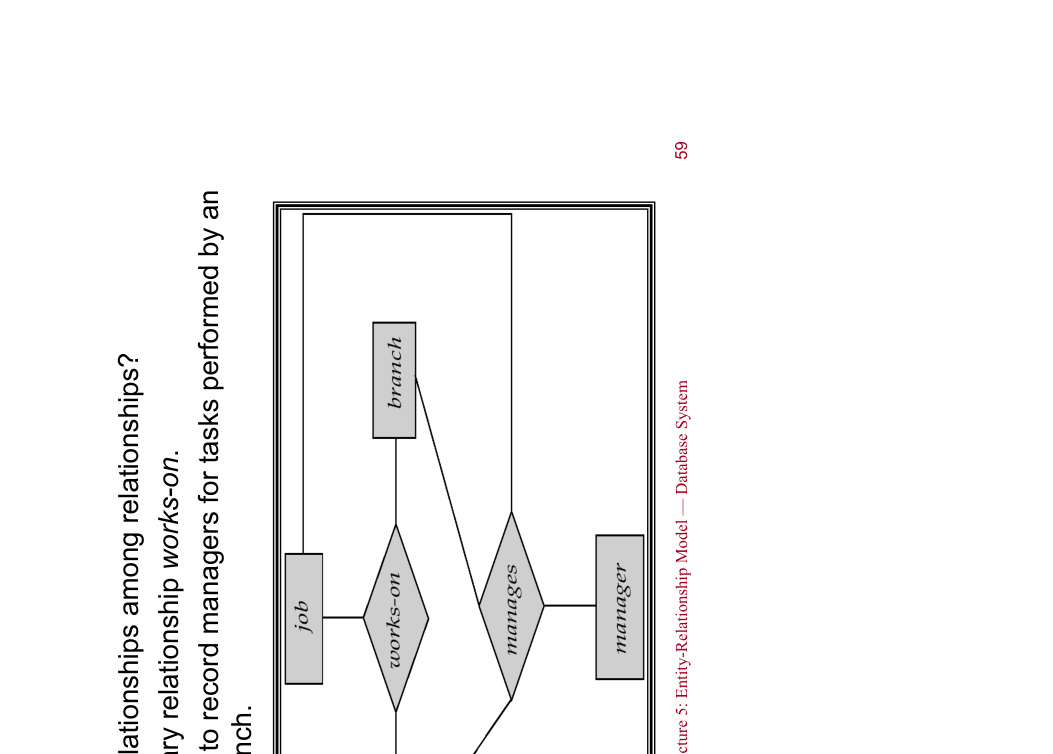 lationships among relationships?
ary relationship works-on.
to record managers for tasks performed by an
nch.
job
works-on
branch
manages
manager
cture 5: Entity-Relationship Model — Database System
59